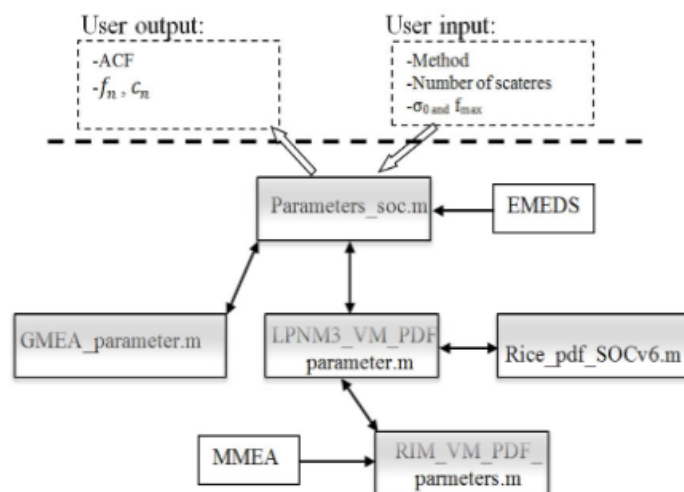 User output:
-ACF
-fₙ , cₙ
User input:
-Method
-Number of scateres
-σ₀ and fₘₐₓ
Parameters_soc.m
EMEDS
GMEA_parameter.m
LPNM3_VM_PDF
parameter.m
Rice_pdf_SOCv6.m
MMEA
RIM_VM_PDF_
parmeters.m